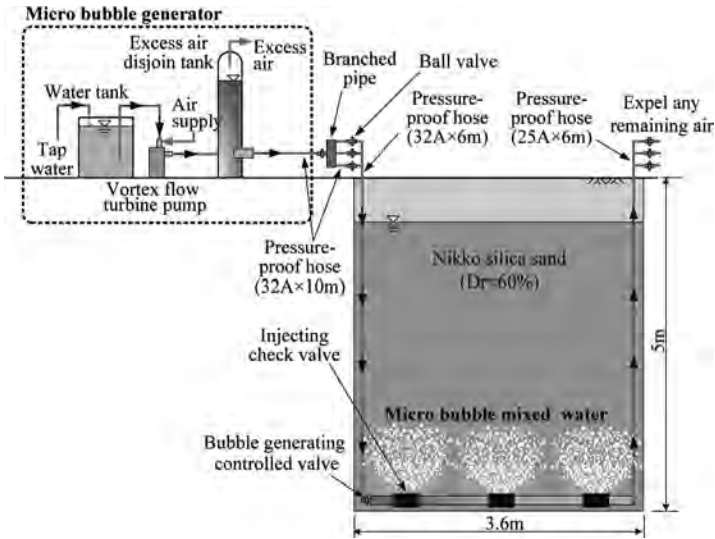 Micro bubble generator
Excess air
disjoin tank
Excess
air
Water tank
Air
supply
Tap
water
Vortex flow
turbine pump
Branched
pipe
Ball valve
Pressure-
proof hose
(32A×6m)
Pressure-
proof hose
(25A×6m)
Expel any
remaining air
Pressure-
proof hose
(32A×10m)
Nikko silica sand
(Dr=60%)
Injecting
check valve
5m
Micro bubble mixed water
Bubble generating
controlled valve
3.6m